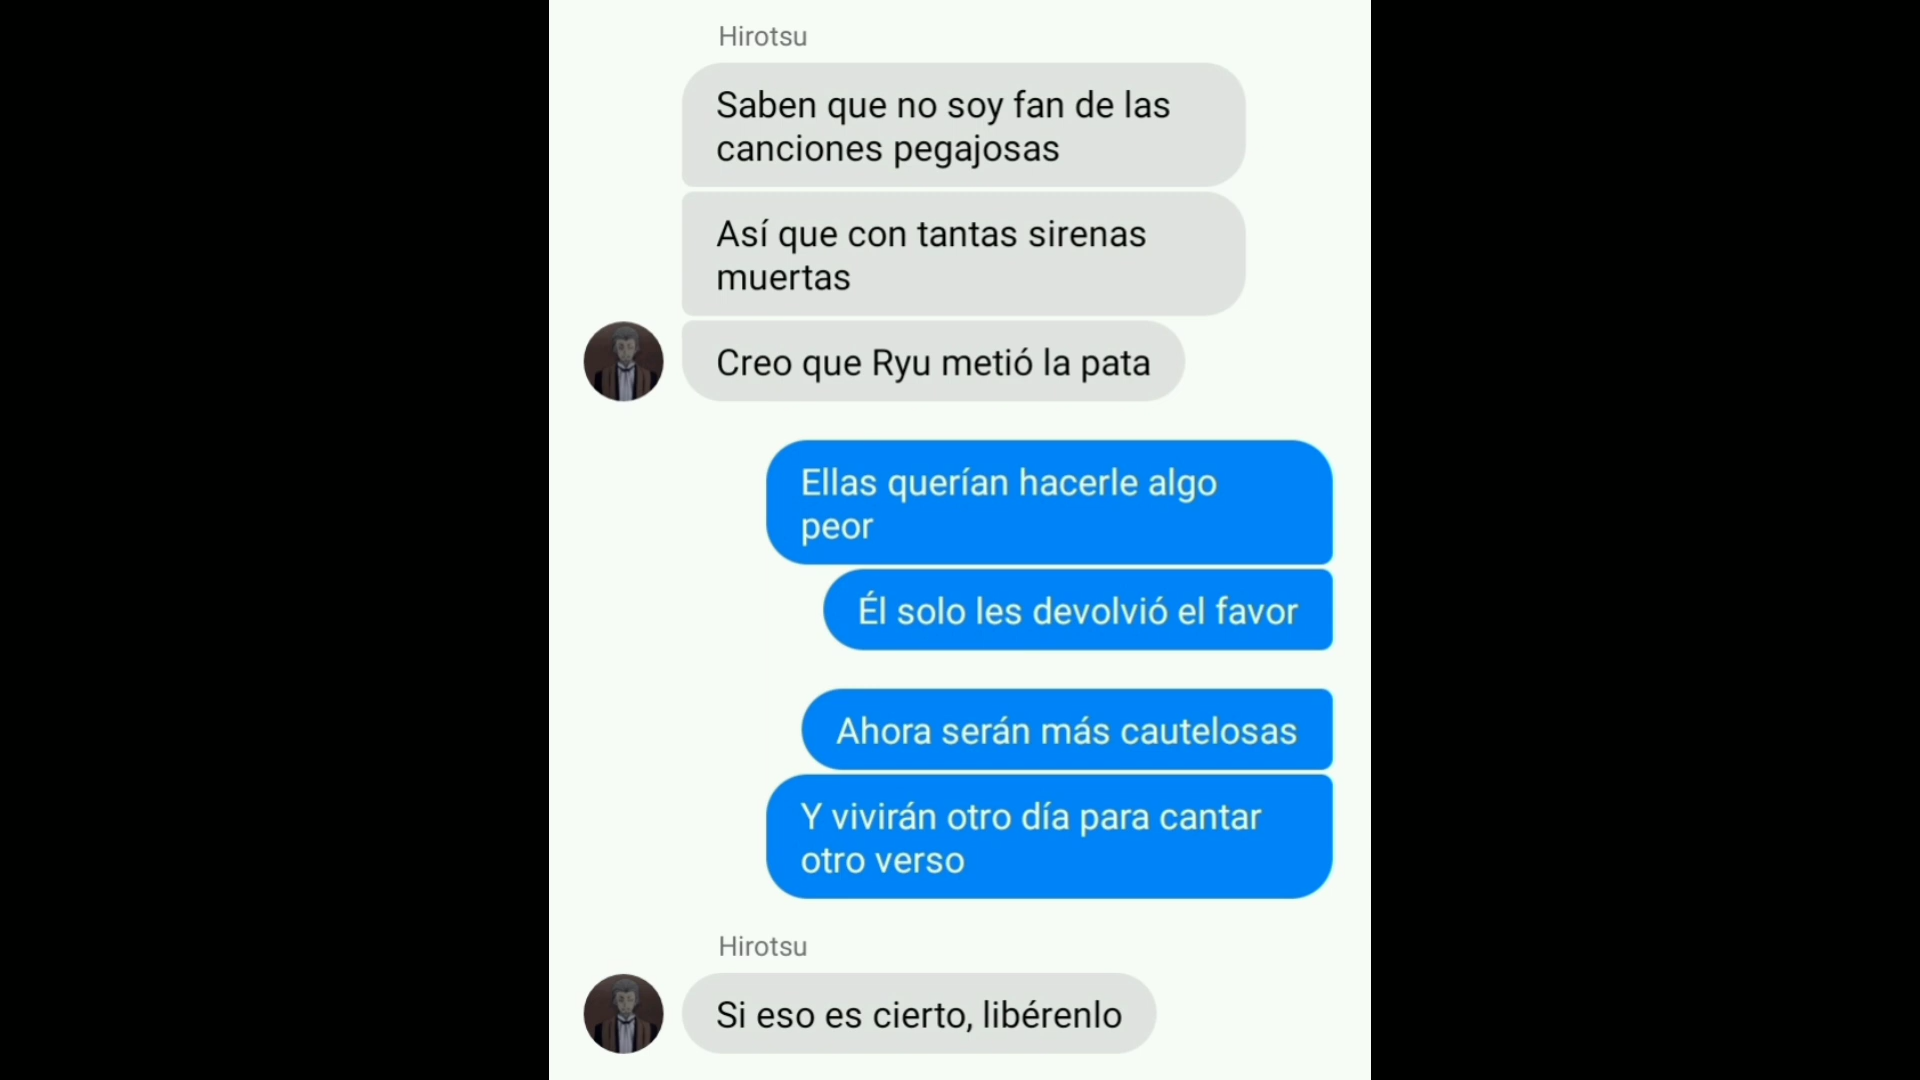 Hirotsu
Saben que no soy fan de las
canciones pegajosas
Así que con tantas sirenas
muertas
Creo que Ryu metió la pata
Ellas querían hacerle algo
peor
Él solo les devolvió el favor
Ahora serán más cautelosas
Y vivirán otro día para cantar
otro verso
Hirotsu
Si eso es cierto, libérenlo